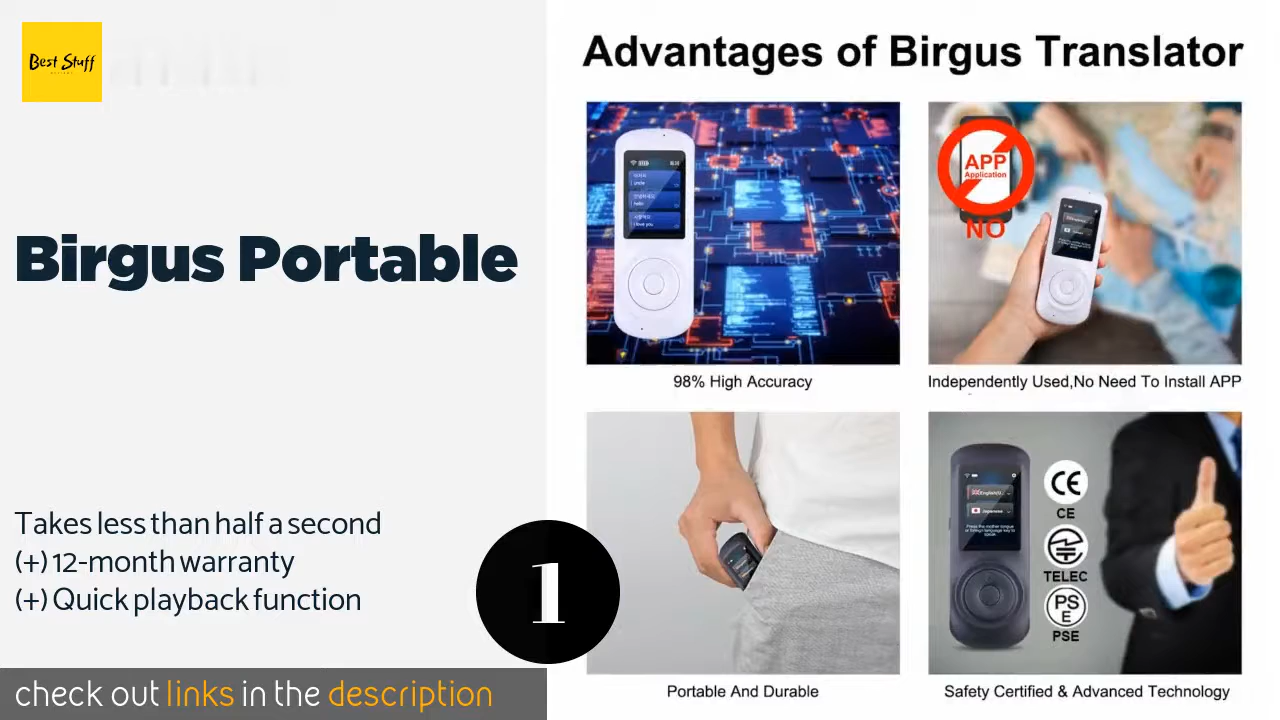 Best Stuff
Advantages of Birgus Translator
Birgus Portable
APP
Application
NO
98% High Accuracy
Independently Used,No Need To Install APP
Takes less than half a second
(+) 12-month warranty
(+) Quick playback function
1
CE
TELEC
PS
E
PSE
Portable And Durable
Safety Certified & Advanced Technology
check out links in the description